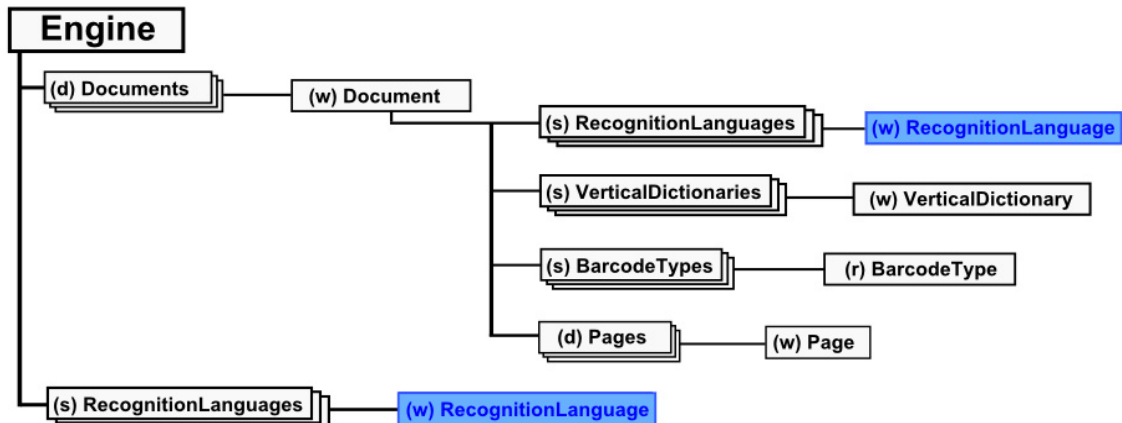 Engine
(d) Documents
(w) Document
(s) RecognitionLanguages
(w) RecognitionLanguage
(s) VerticalDictionaries
(w) VerticalDictionary
(s) BarcodeTypes
(r) BarcodeType
(d) Pages
(w) Page
(s) RecognitionLanguages
(w) RecognitionLanguage